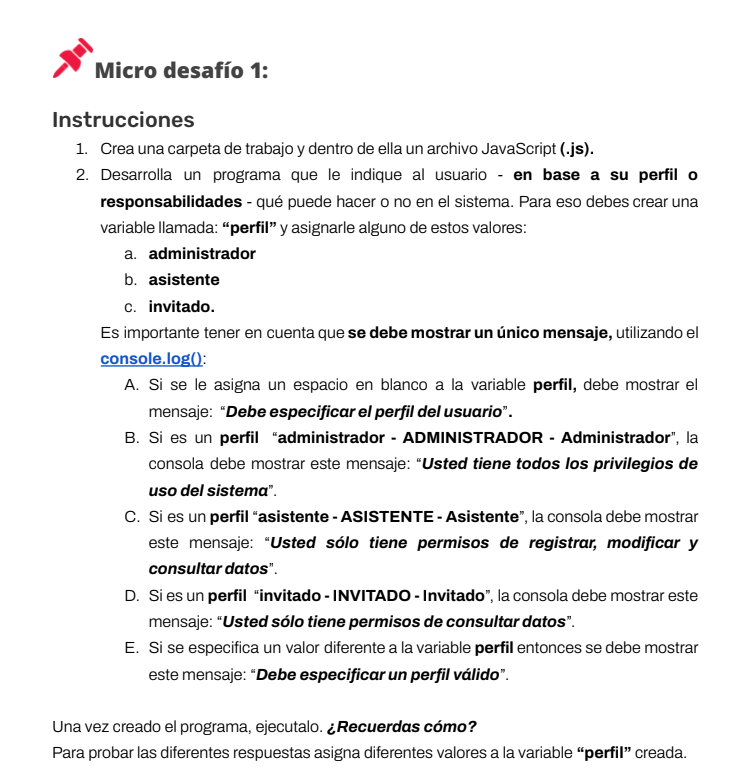 Micro desafío 1:
Instrucciones
1. Crea una carpeta de trabajo y dentro de ella un archivo JavaScript (.js).
2. Desarrolla un programa que le indique al usuario - en base a su perfil o
responsabilidades - qué puede hacer o no en el sistema. Para eso debes crear una
variable llamada: “perfil” y asignarle alguno de estos valores:
a. administrador
b. asistente
c. invitado.
Es importante tener en cuenta que se debe mostrar un único mensaje, utilizando el
console.log():
A. Si se le asigna un espacio en blanco a la variable perfil, debe mostrar el
mensaje: “Debe especificar el perfil del usuario”.
B. Si es un perfil “administrador - ADMINISTRADOR - Administrador”, la
consola debe mostrar este mensaje: “Usted tiene todos los privilegios de
uso del sistema”.
C. Si es un perfil “asistente - ASISTENTE - Asistente”, la consola debe mostrar
este mensaje: “Usted sólo tiene permisos de registrar, modificar y
consultar datos”.
D. Si es un perfil “invitado - INVITADO - Invitado”, la consola debe mostrar este
mensaje: “Usted sólo tiene permisos de consultar datos”.
E. Si se especifica un valor diferente a la variable perfil entonces se debe mostrar
este mensaje: “Debe especificar un perfil válido”.
Una vez creado el programa, ejecutalo. ¿Recuerdas cómo?
Para probar las diferentes respuestas asigna diferentes valores a la variable “perfil” creada.